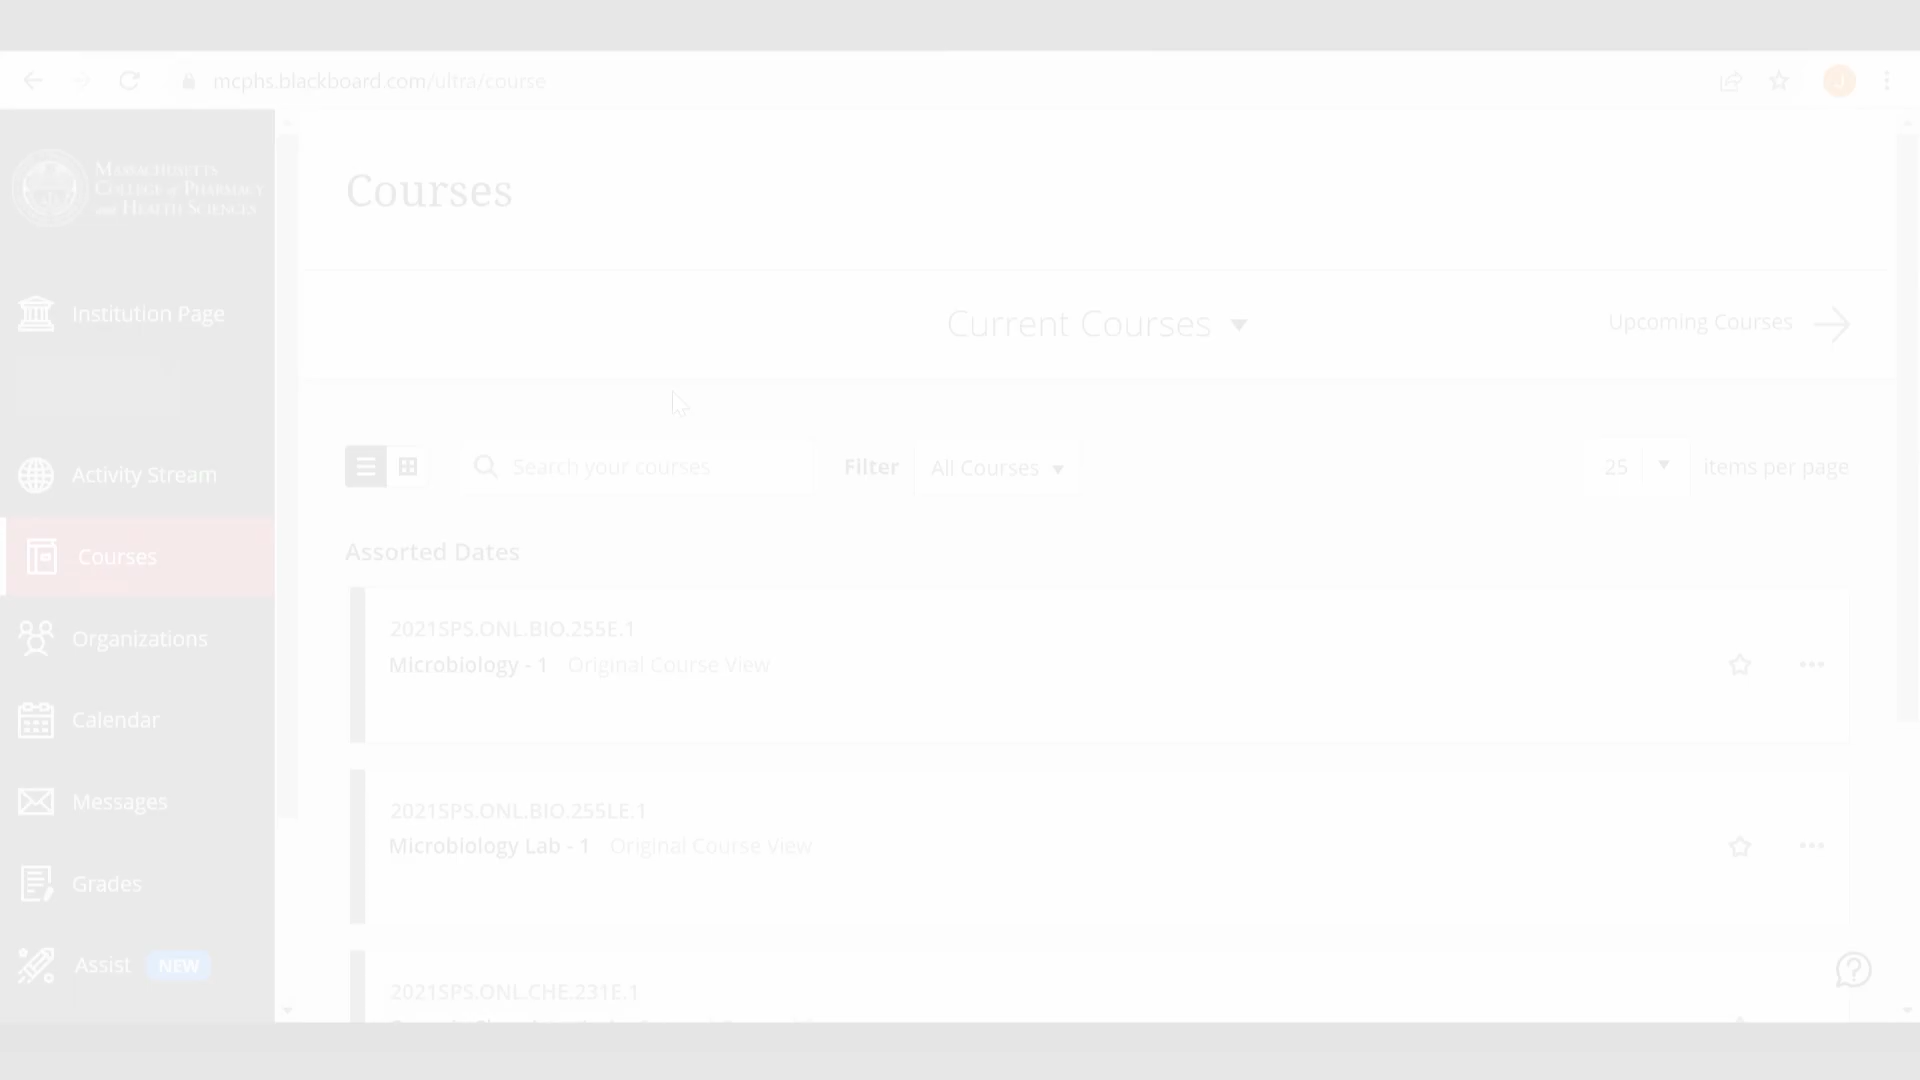 mcphs.blackboard.com/ultra/course
J
MASSACHUSETTS
COLLEGE of PHARMACY
and HEALTH SCIENCES
Institution Page
Activity Stream
Courses
Organizations
Calendar
Messages
Grades
Assist NEW
Courses
Current Courses
Upcoming Courses
Search your courses
Filter
All Courses
25
items per page
Assorted Dates
2021SPS.ONL.BIO.255E.1
Microbiology - 1 Original Course View
2021SPS.ONL.BIO.255LE.1
Microbiology Lab - 1 Original Course View
2021SPS.ONL.CHE.231E.1